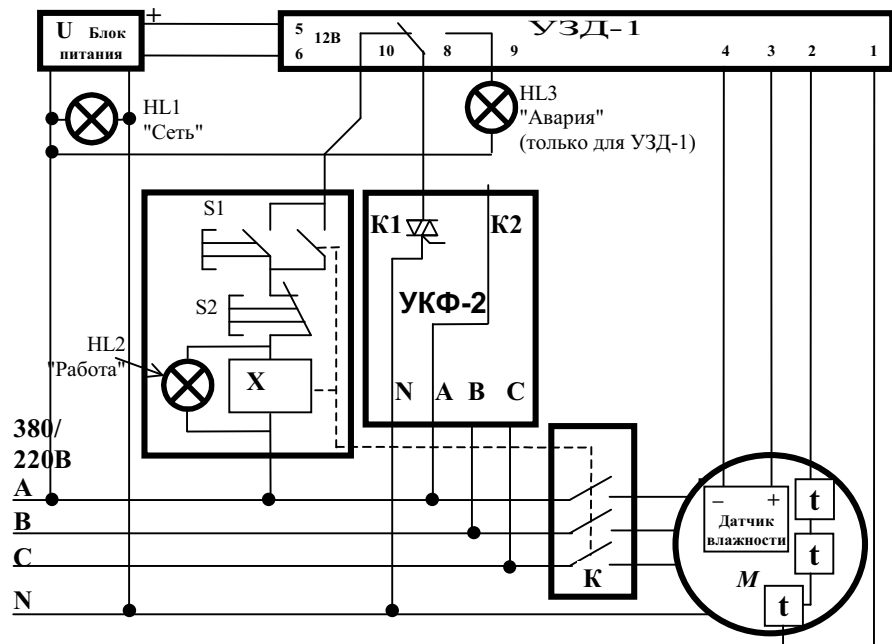 U Блок
питания
+
5
6
12В
УЗД-1
10
8
9
4
3
2
1
HL1
"Сеть"
HL3
"Авария"
(только для УЗД-1)
S1
S2
HL2
"Работа"
X
К1
К2
УКФ-2
N
A
B
C
380/
220В
A
B
C
N
К
– +
Датчик
влажности
М
t
t
t